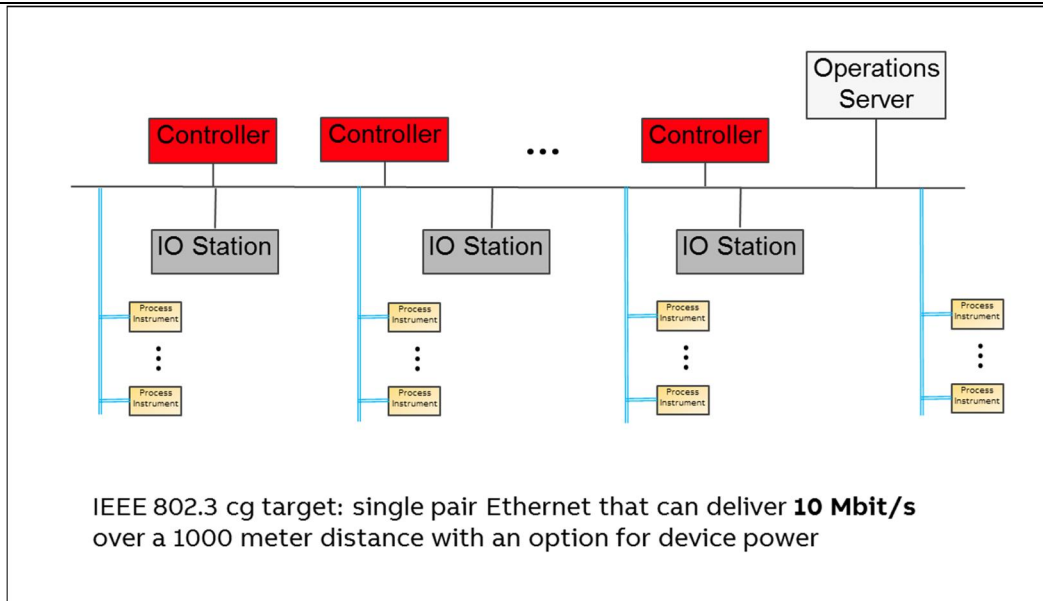 Operations
Server
Controller
Controller
...
Controller
IO Station
IO Station
IO Station
Process
Instrument
Process
Instrument
Process
Instrument
Process
Instrument
Process
Instrument
Process
Instrument
Process
Instrument
Process
Instrument
IEEE 802.3 cg target: single pair Ethernet that can deliver 10 Mbit/s
over a 1000 meter distance with an option for device power